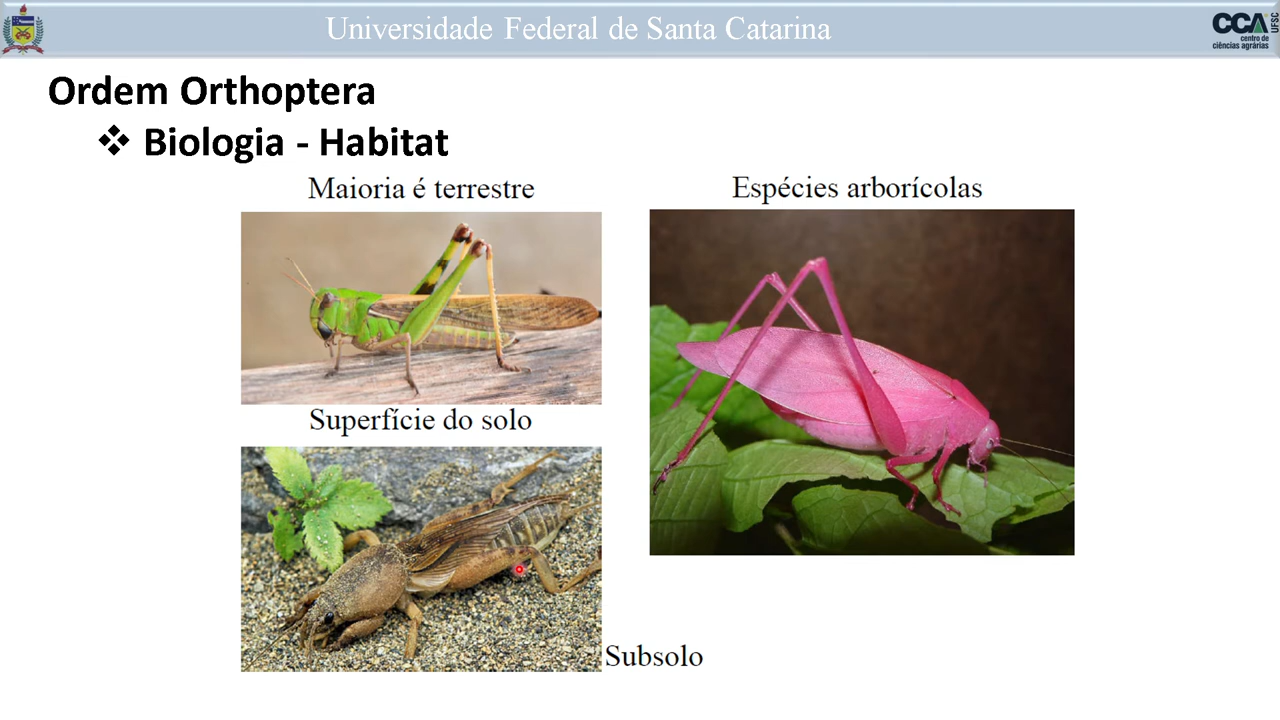 Universidade Federal de Santa Catarina
CCA
UFSC
centro de
ciências agrárias
Ordem Orthoptera
❖ Biologia - Habitat
Maioria é terrestre
Espécies arborícolas
Superfície do solo
Subsolo